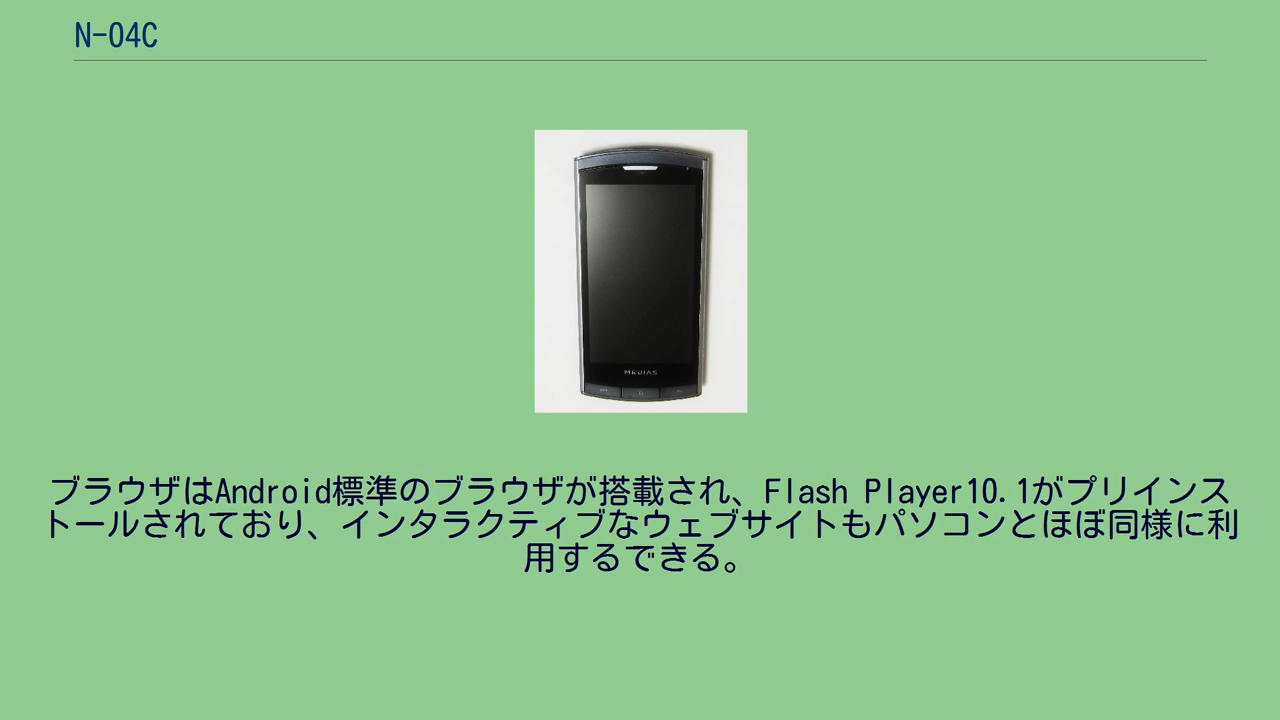 N-04C
MEDIAS
ブラウザはAndroid標準のブラウザが搭載され、Flash Player10.1がプリインス
トールされており、インタラクティブなウェブサイトもパソコンとほぼ同様に利
用するできる。